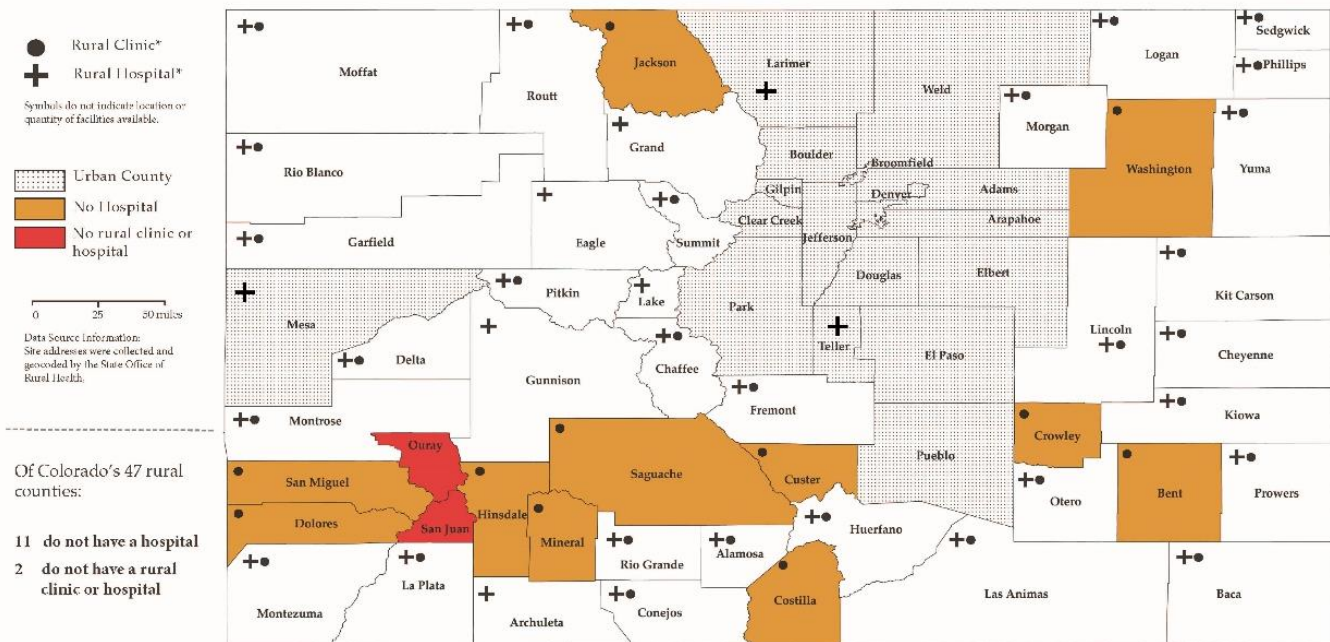 Rural Clinic*
Rural Hospital*
Symbols do not indicate location or
quantity of facilities available.
Urban County
No Hospital
No rural clinic or
hospital
0 25 50 miles
Data Source Information:
Site addresses were collected and
geocoded by the State Office of
Rural Health.
Of Colorado's 47 rural
counties:
11 do not have a hospital
2 do not have a rural
clinic or hospital
Moffat
Routt
Jackson
Larimer
Weld
Logan
Sedgwick
Phillips
Rio Blanco
Grand
Boulder
Broomfield
Morgan
Washington
Yuma
Garfield
Eagle
Summit
Gilpin
Clear Creek
Jefferson
Denver
Adams
Arapahoe
Mesa
Pitkin
Lake
Park
Douglas
Elbert
Lincoln
Kit Carson
Delta
Gunnison
Chaffee
Teller
El Paso
Cheyenne
Montrose
Fremont
Kiowa
Ouray
San Miguel
Saguache
Custer
Pueblo
Crowley
Dolores
San Juan
Hinsdale
Mineral
Huerfano
Otero
Bent
Prowers
Montezuma
La Plata
Rio Grande
Alamosa
Archuleta
Conejos
Costilla
Las Animas
Baca